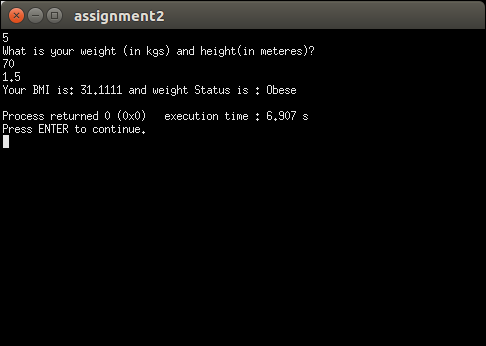 assignment2
5
What is your weight (in kgs) and height(in meteres)?
70
1.5
Your BMI is: 31.1111 and weight Status is : Obese
Process returned 0 (0x0)   execution time : 6.907 s
Press ENTER to continue.